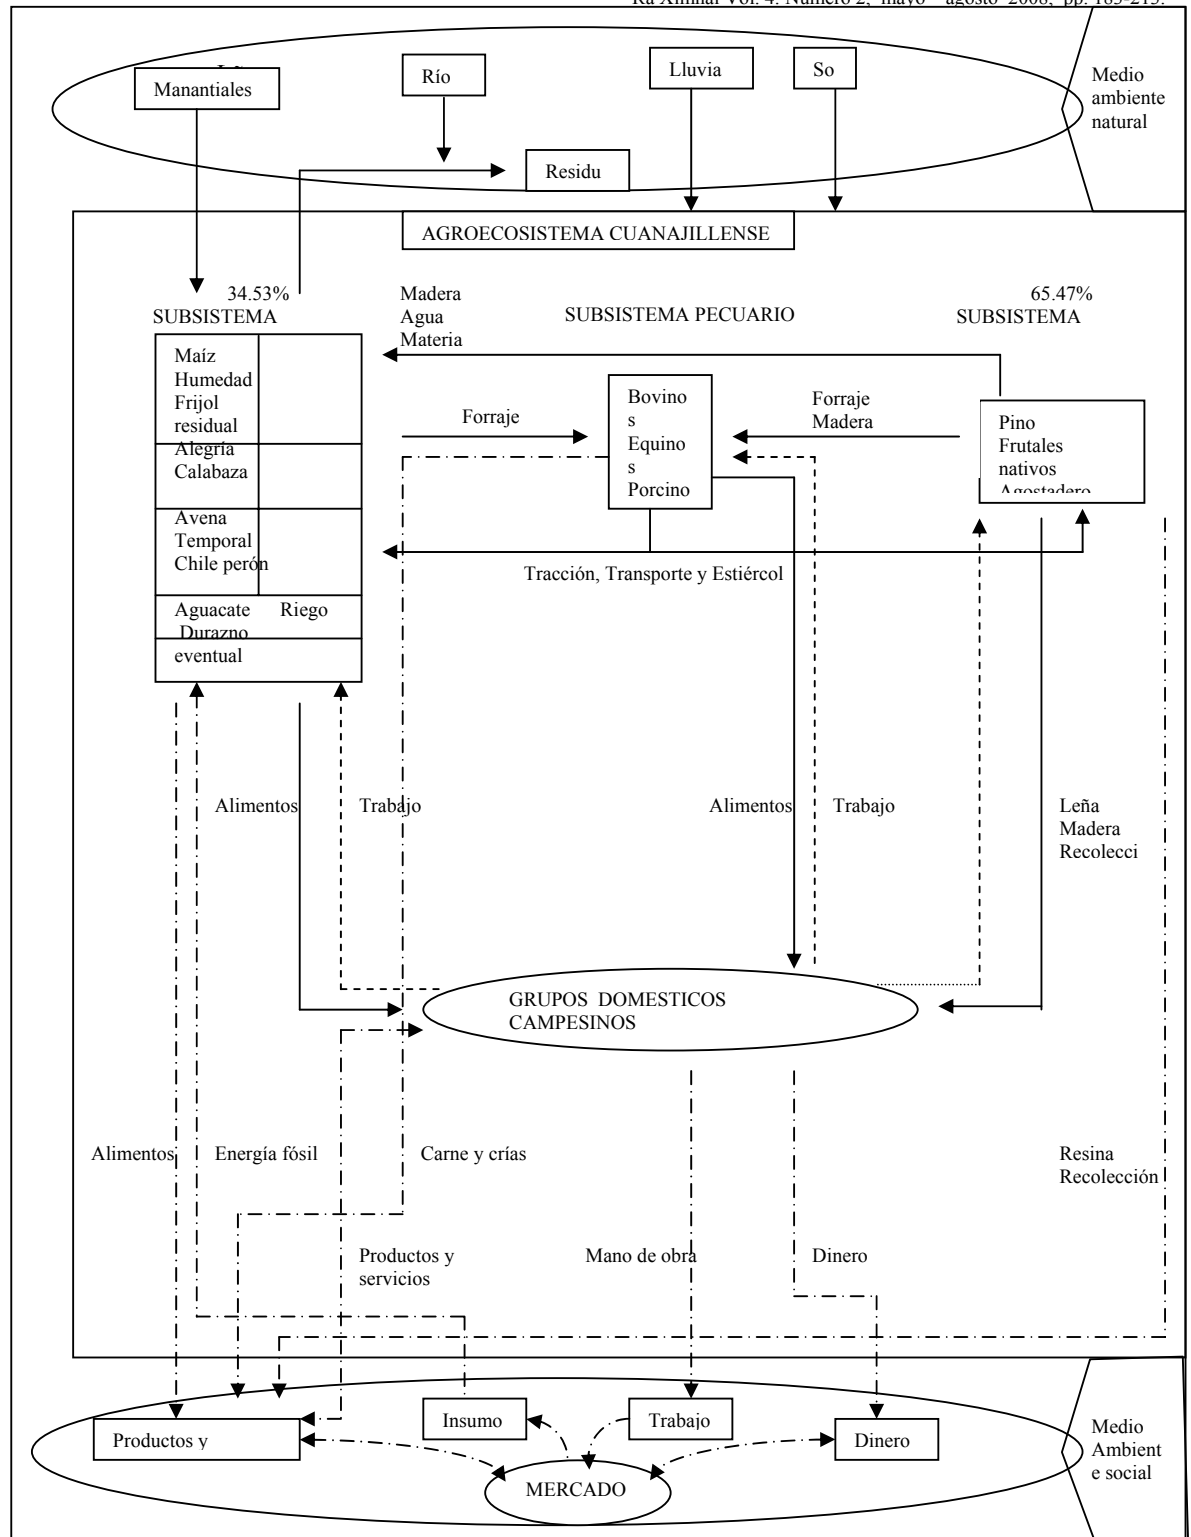 Ra Ximhai Vol. 4. Número 2, mayo – agosto 2008, pp. 183-213.
Manantiales
Río
Lluvia
So
Medio
ambiente
natural
Residu
AGROECOSISTEMA CUANAJILLENSE
34.53%
SUBSISTEMA
Madera
Agua
Materia
SUBSISTEMA PECUARIO
65.47%
SUBSISTEMA
Maíz
Humedad
Frijol
residual
Alegría
Calabaza
Avena
Temporal
Chile perón
Aguacate Riego
Durazno
eventual
Forraje
Bovino
s
Equino
s
Porcino
Forraje
Madera
Pino
Frutales
nativos
Agostadero
Tracción, Transporte y Estiércol
Alimentos
Trabajo
Alimentos
Trabajo
Leña
Madera
Recolecci
GRUPOS DOMESTICOS
CAMPESINOS
Alimentos
Energía fósil
Carne y crías
Resina
Recolección
Productos y
servicios
Mano de obra
Dinero
Productos y
Insumo
Trabajo
Dinero
MERCADO
Medio
Ambient
e social